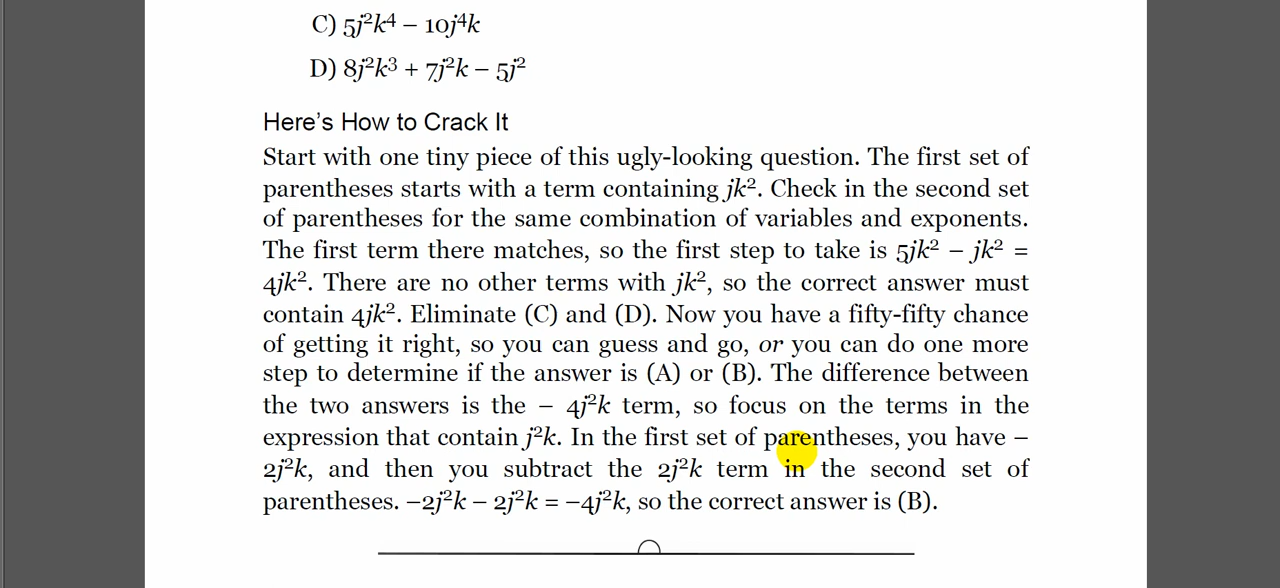 C) 5j²k⁴ – 10j⁴k
D) 8j²k³ + 7j²k – 5j²
Here’s How to Crack It
Start with one tiny piece of this ugly-looking question. The first set of
parentheses starts with a term containing jk². Check in the second set
of parentheses for the same combination of variables and exponents.
The first term there matches, so the first step to take is 5jk² – jk² =
4jk². There are no other terms with jk², so the correct answer must
contain 4jk². Eliminate (C) and (D). Now you have a fifty-fifty chance
of getting it right, so you can guess and go, or you can do one more
step to determine if the answer is (A) or (B). The difference between
the two answers is the – 4j²k term, so focus on the terms in the
expression that contain j²k. In the first set of parentheses, you have –
2j²k, and then you subtract the 2j²k term in the second set of
parentheses. –2j²k – 2j²k = –4j²k, so the correct answer is (B).